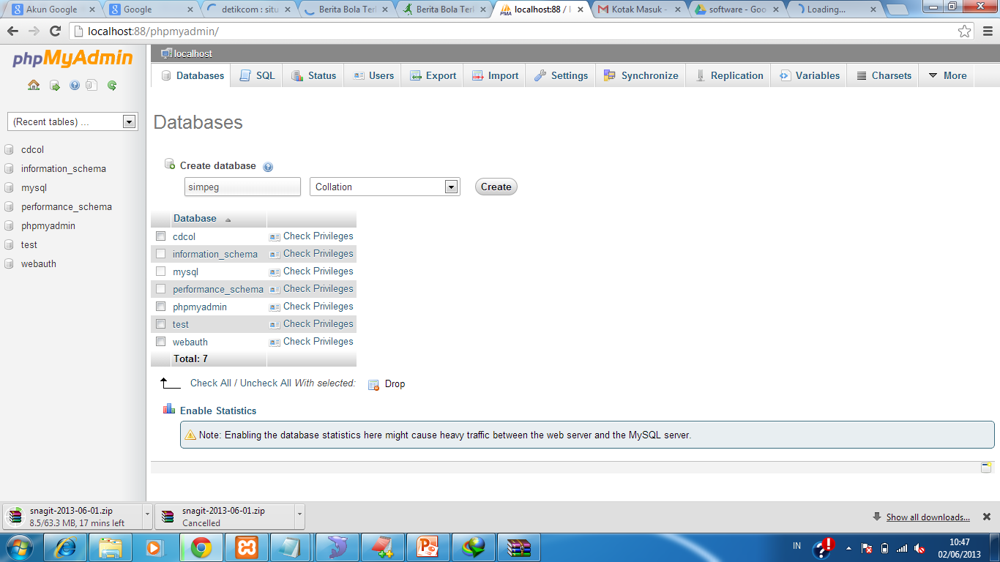 Akun Google
Google
detikcom : situ
Berita Bola Terl
Berita Bola Terl
localhost:88 / l
Kotak Masuk -
software - Goo
Loading...
localhost:88/phpmyadmin/
phpMyAdmin
(Recent tables) ...
cdcol
information_schema
mysql
performance_schema
phpmyadmin
test
webauth
localhost
Databases SQL Status Users Export Import Settings Synchronize Replication Variables Charsets More
Databases
Create database
simpeg Collation Create
Database
cdcol Check Privileges
information_schema Check Privileges
mysql Check Privileges
performance_schema Check Privileges
phpmyadmin Check Privileges
test Check Privileges
webauth Check Privileges
Total: 7
Check All / Uncheck All With selected: Drop
Enable Statistics
Note: Enabling the database statistics here might cause heavy traffic between the web server and the MySQL server.
snagit-2013-06-01.zip
8.5/63.3 MB, 17 mins left
snagit-2013-06-01.zip
Cancelled
Show all downloads...
IN
10:47
02/06/2013